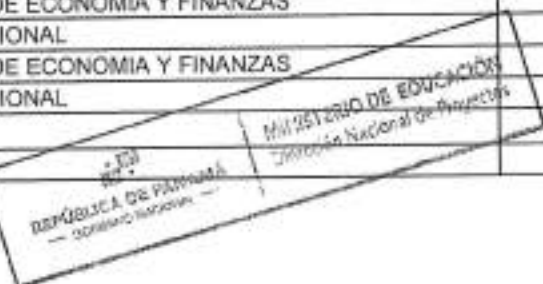 DE ECONOMIA Y FINANZAS
IONAL
DE ECONOMIA Y FINANZAS
IONAL
MINISTERIO DE EDUCACIÓN
Dirección Nacional de Proyectos
REPÚBLICA DE PANAMÁ
— GOBIERNO NACIONAL —